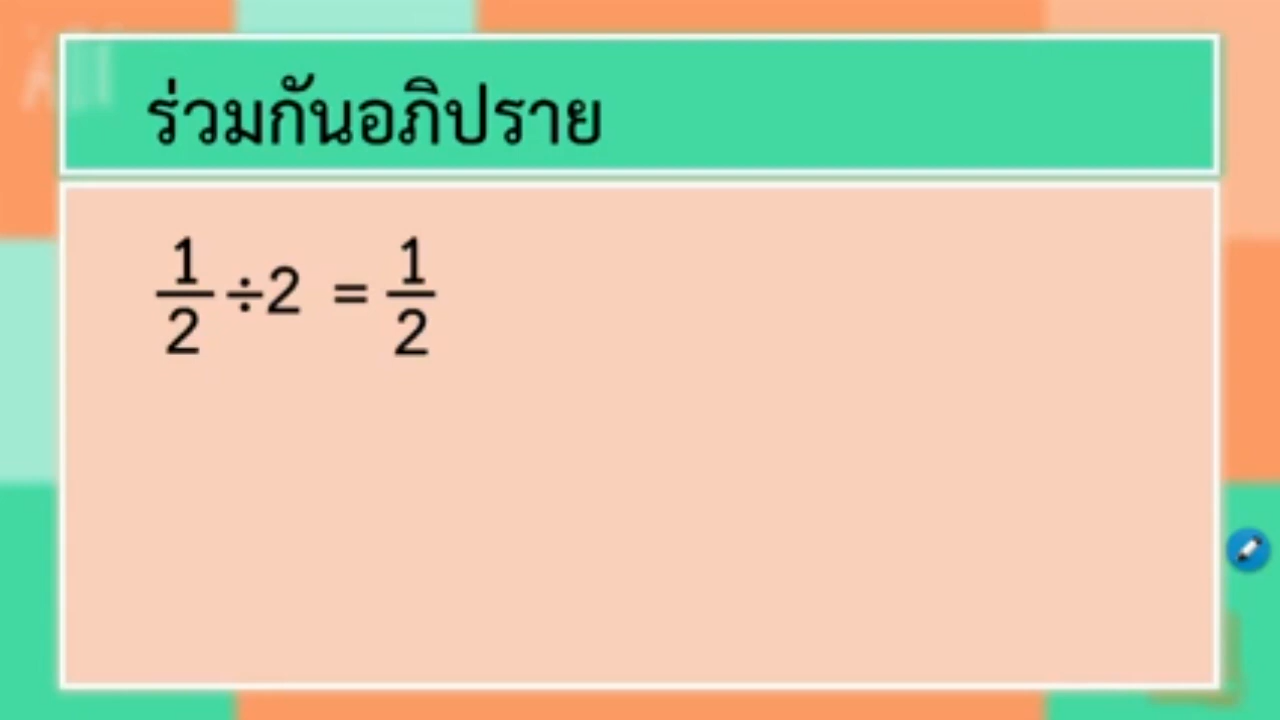 ร่วมกันอภิปราย
1/2 ÷2 = 1/2